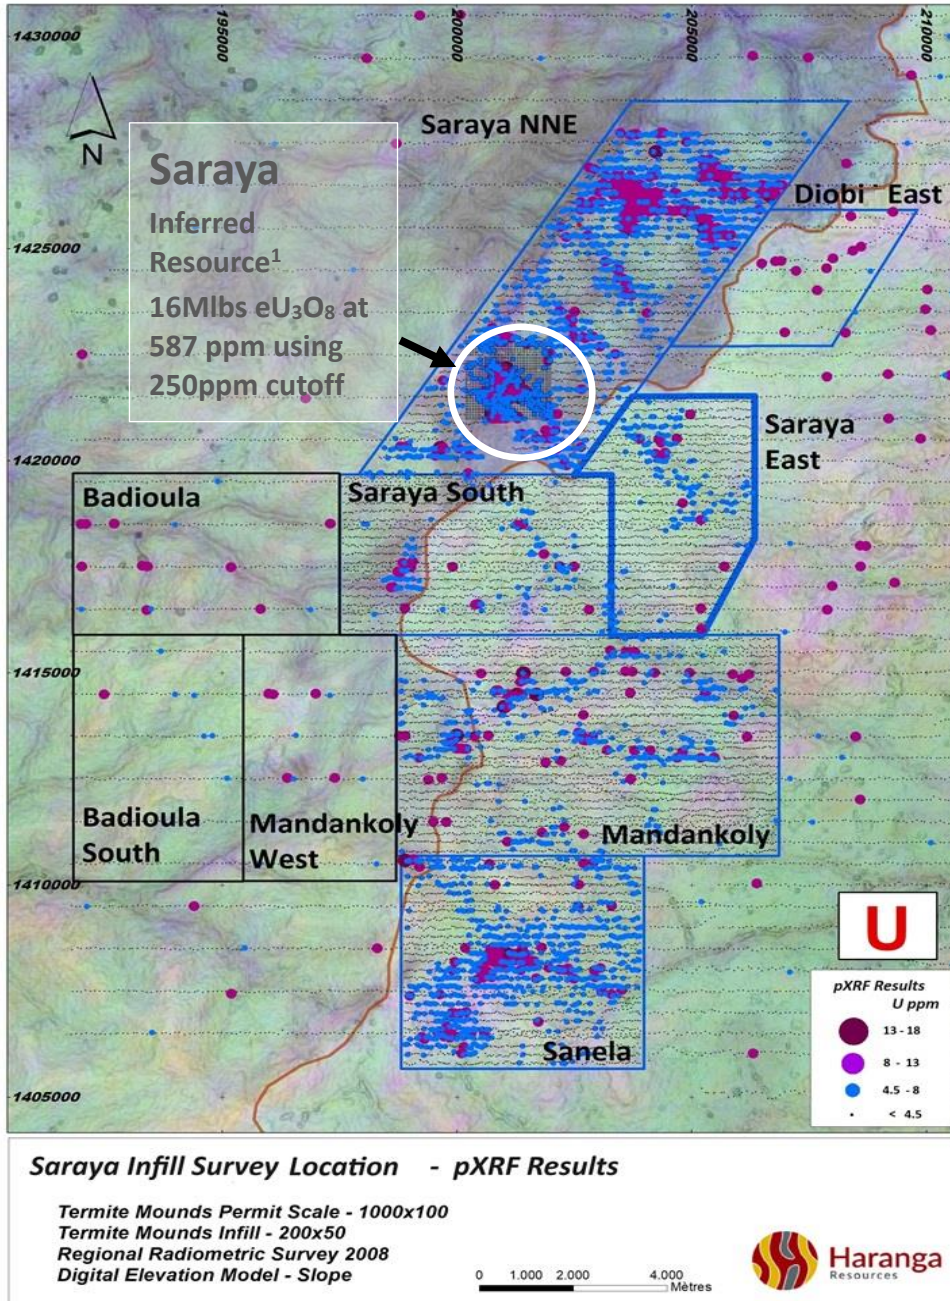 195000
200000
205000
210000
1430000
1425000
1420000
1415000
1410000
1405000
N
Saraya
Inferred
Resource¹
16Mlbs eU₃O₈ at
587 ppm using
250ppm cutoff
Saraya NNE
Diobi East
Saraya
East
Badioula
Saraya South
Badioula
South
Mandankoly
West
Mandankoly
Sanela
U
pXRF Results
U ppm
13 - 18
8 - 13
4.5 - 8
< 4.5
Saraya Infill Survey Location - pXRF Results
Termite Mounds Permit Scale - 1000x100
Termite Mounds Infill - 200x50
Regional Radiometric Survey 2008
Digital Elevation Model - Slope
0 1.000 2.000 4.000
Mètres
Haranga
Resources